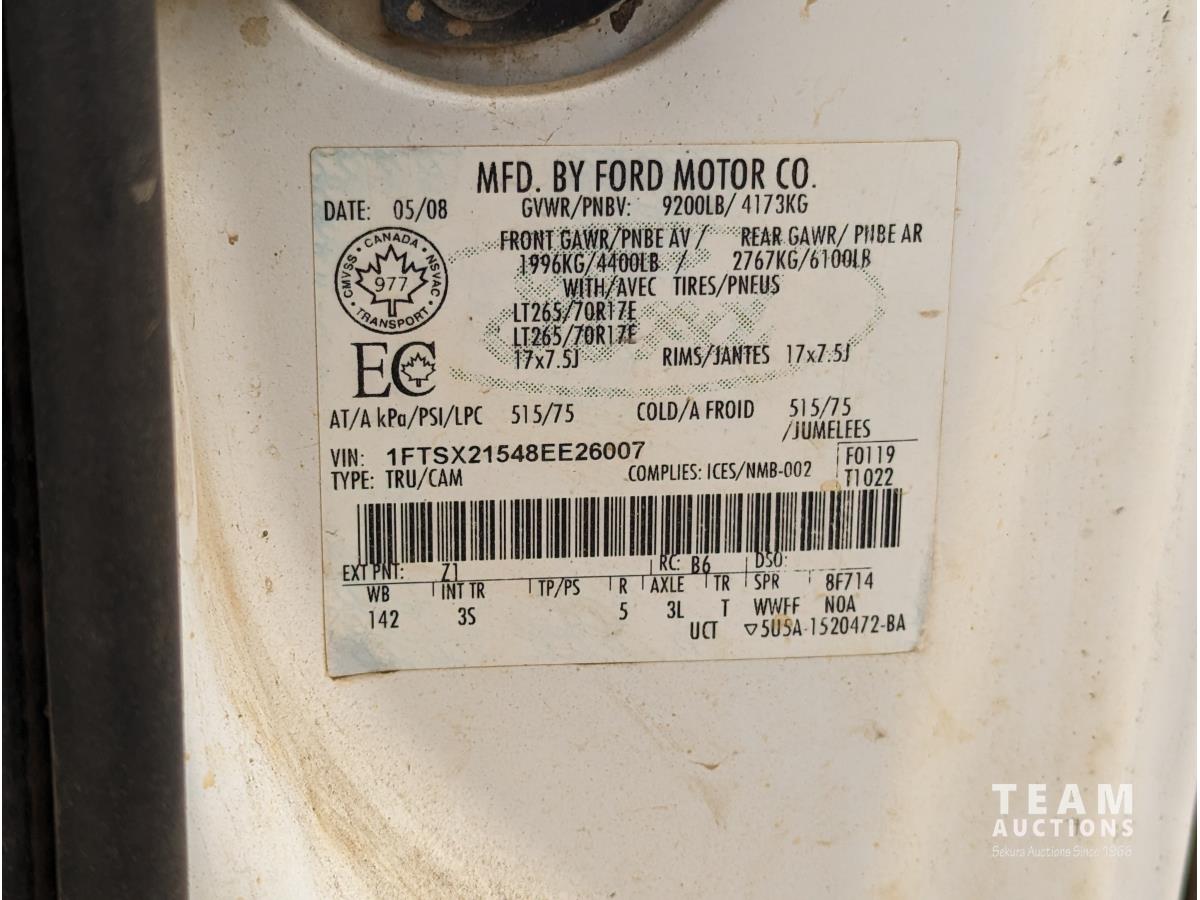 MFD. BY FORD MOTOR CO.
DATE: 05/08 GVWR/PNBV: 9200LB/ 4173KG
FRONT GAWR/PNBE AV / REAR GAWR/ PNBE AR
1996KG/4400LB / 2767KG/6100LB
WITH/AVEC TIRES/PNEUS
CANADA
CMVSS NSVAC
977
TRANSPORT
LT265/70R17E
LT265/70R17E
17x7.5J RIMS/JANTES 17x7.5J
EC
AT/A kPa/PSI/LPC 515/75 COLD/A FROID 515/75
/JUMELEES
VIN: 1FTSX21548EE26007 F0119
TYPE: TRU/CAM COMPLIES: ICES/NMB-002 T1022
EXT PNT: Z1 RC: B6 DSO:
WB INT TR TP/PS R AXLE TR SPR 8F714
142 3S 5 3L T WWFF N0A
UCT ▽5U5A-1520472-BA
TEAM
AUCTIONS
Sekura Auctions Since 1966